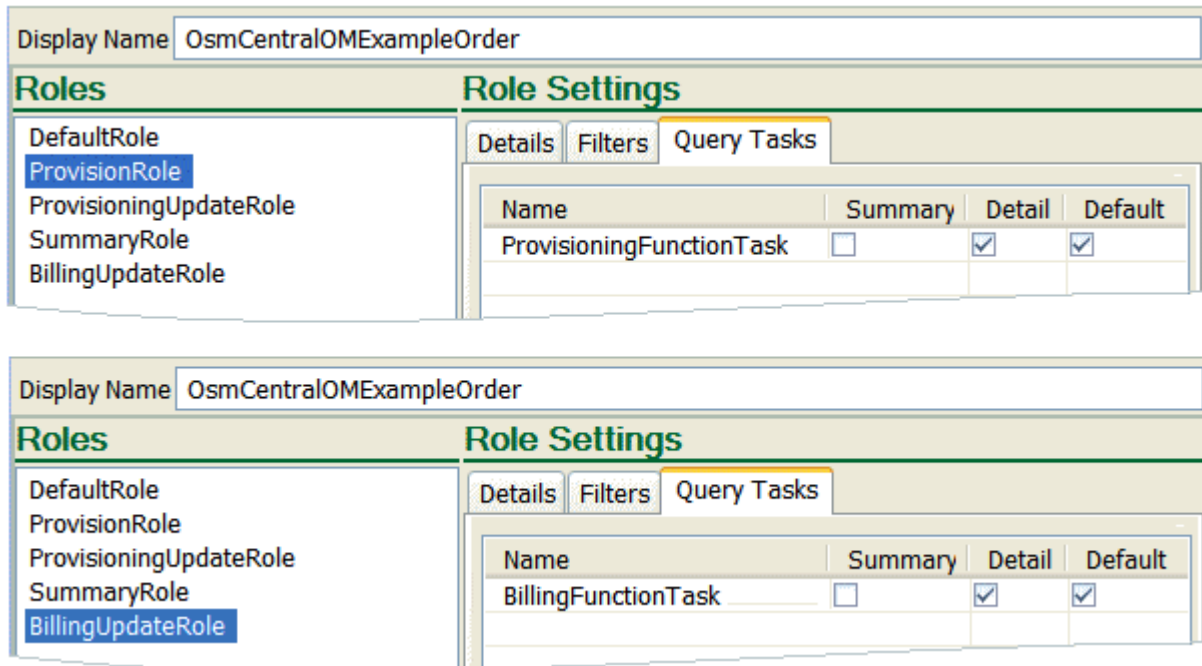 Display Name OsmCentralOMExampleOrder
Roles
DefaultRole
ProvisionRole
ProvisioningUpdateRole
SummaryRole
BillingUpdateRole
Role Settings
Details Filters Query Tasks
Name Summary Detail Default
ProvisioningFunctionTask
Display Name OsmCentralOMExampleOrder
Roles
DefaultRole
ProvisionRole
ProvisioningUpdateRole
SummaryRole
BillingUpdateRole
Role Settings
Details Filters Query Tasks
Name Summary Detail Default
BillingFunctionTask